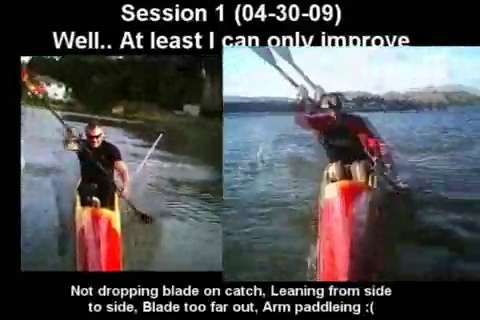 Session 1 (04-30-09)
Well.. At least I can only improve
Not dropping blade on catch, Leaning from side
to side, Blade too far out, Arm paddleing :(